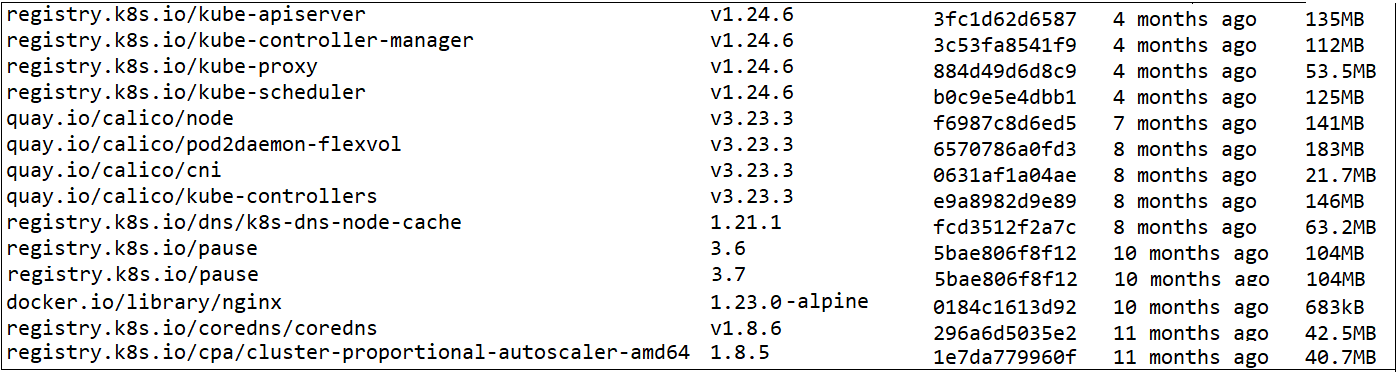 registry.k8s.io/kube-apiserver v1.24.6 3fc1d62d6587 4 months ago 135MB
registry.k8s.io/kube-controller-manager v1.24.6 3c53fa8541f9 4 months ago 112MB
registry.k8s.io/kube-proxy v1.24.6 884d49d6d8c9 4 months ago 53.5MB
registry.k8s.io/kube-scheduler v1.24.6 b0c9e5e4dbb1 4 months ago 125MB
quay.io/calico/node v3.23.3 f6987c8d6ed5 7 months ago 141MB
quay.io/calico/pod2daemon-flexvol v3.23.3 6570786a0fd3 8 months ago 183MB
quay.io/calico/cni v3.23.3 0631af1a04ae 8 months ago 21.7MB
quay.io/calico/kube-controllers v3.23.3 e9a8982d9e89 8 months ago 146MB
registry.k8s.io/dns/k8s-dns-node-cache 1.21.1 fcd3512f2a7c 8 months ago 63.2MB
registry.k8s.io/pause 3.6 5bae806f8f12 10 months ago 104MB
registry.k8s.io/pause 3.7 5bae806f8f12 10 months ago 104MB
docker.io/library/nginx 1.23.0-alpine 0184c1613d92 10 months ago 683kB
registry.k8s.io/coredns/coredns v1.8.6 296a6d5035e2 11 months ago 42.5MB
registry.k8s.io/cpa/cluster-proportional-autoscaler-amd64 1.8.5 1e7da779960f 11 months ago 40.7MB